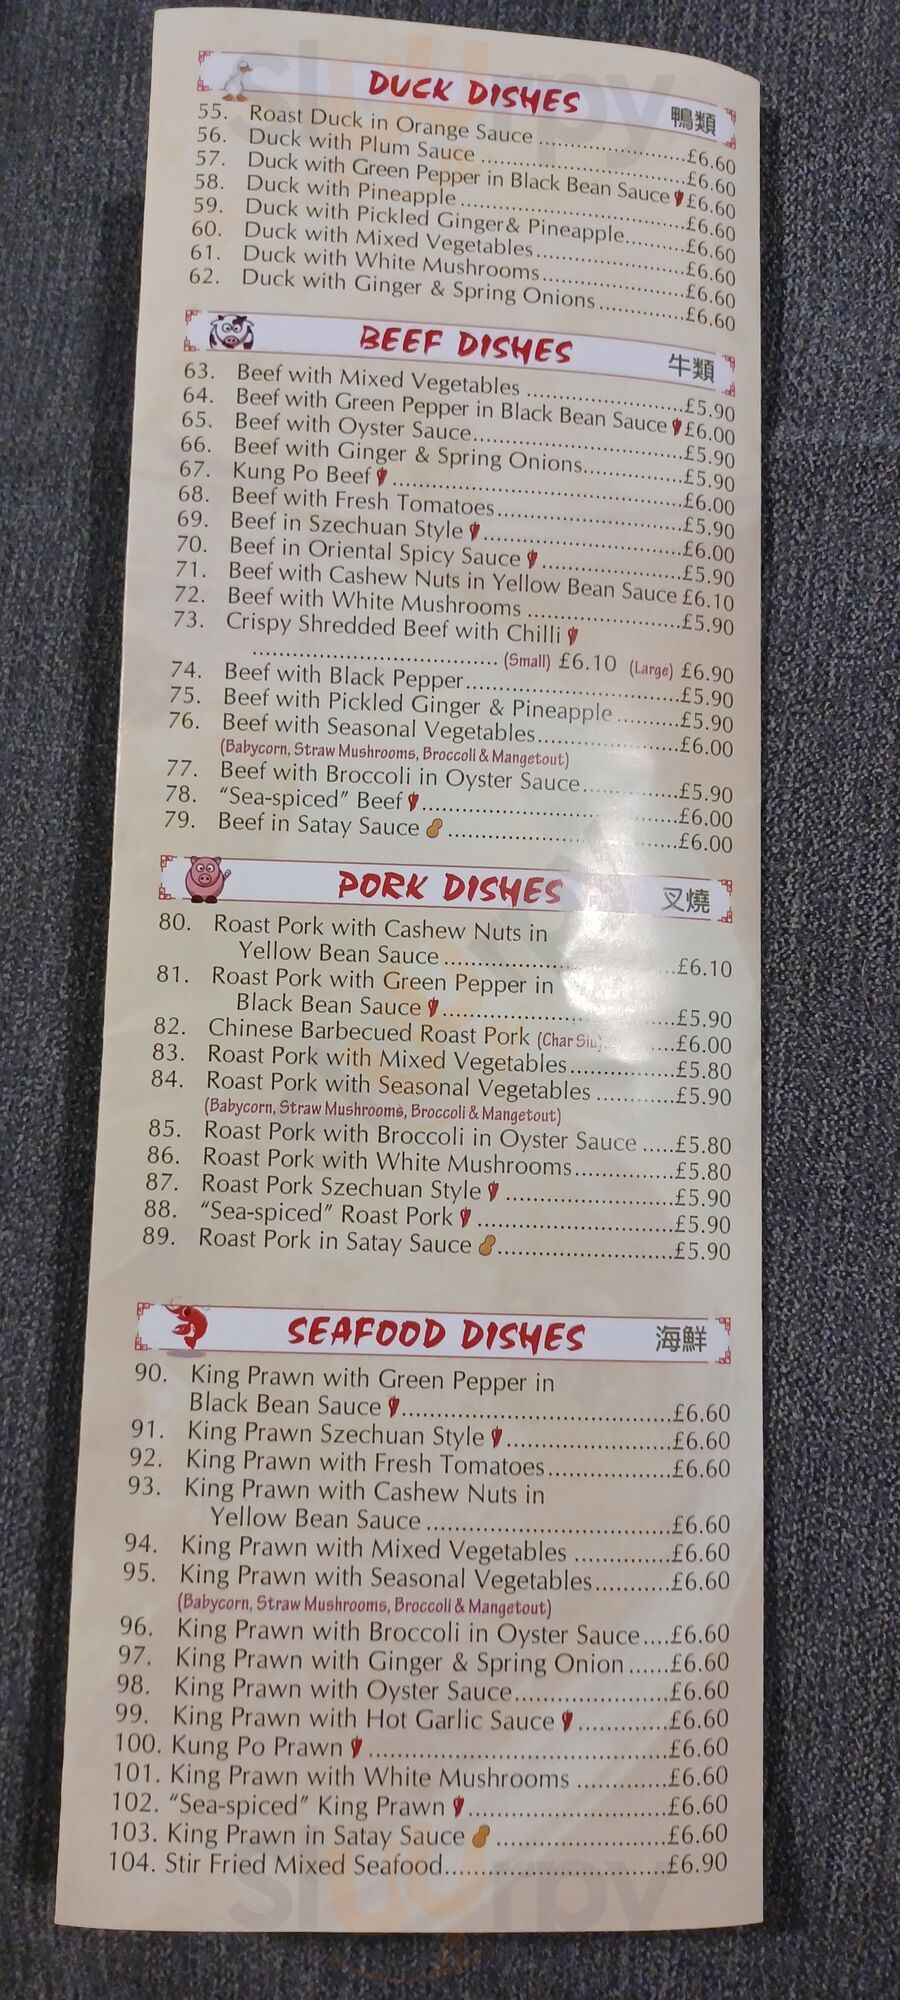 DUCK DISHES 鴨類
55. Roast Duck in Orange Sauce ........................£6.60
56. Duck with Plum Sauce ........................£6.60
57. Duck with Green Pepper in Black Bean Sauce £6.60
58. Duck with Pineapple ........................£6.60
59. Duck with Pickled Ginger& Pineapple.........£6.60
60. Duck with Mixed Vegetables........................£6.60
61. Duck with White Mushrooms........................£6.60
62. Duck with Ginger & Spring Onions ..............£6.60
BEEF DISHES 牛類
63. Beef with Mixed Vegetables ........................£5.90
64. Beef with Green Pepper in Black Bean Sauce £6.00
65. Beef with Oyster Sauce........................£5.90
66. Beef with Ginger & Spring Onions..............£5.90
67. Kung Po Beef ........................£6.00
68. Beef with Fresh Tomatoes........................£5.90
69. Beef in Szechuan Style ........................£6.00
70. Beef in Oriental Spicy Sauce .....................£5.90
71. Beef with Cashew Nuts in Yellow Bean Sauce £6.10
72. Beef with White Mushrooms .....................£5.90
73. Crispy Shredded Beef with Chilli
.................................... (Small) £6.10 (Large) £6.90
74. Beef with Black Pepper........................£5.90
75. Beef with Pickled Ginger & Pineapple .........£5.90
76. Beef with Seasonal Vegetables.....................£6.00
(Babycorn, Straw Mushrooms, Broccoli & Mangetout)
77. Beef with Broccoli in Oyster Sauce..............£5.90
78. “Sea-spiced” Beef ........................£6.00
79. Beef in Satay Sauce ........................£6.00
PORK DISHES 叉燒
80. Roast Pork with Cashew Nuts in
Yellow Bean Sauce ........................£6.10
81. Roast Pork with Green Pepper in
Black Bean Sauce ........................£5.90
82. Chinese Barbecued Roast Pork (Char Siu) ....£6.00
83. Roast Pork with Mixed Vegetables...............£5.80
84. Roast Pork with Seasonal Vegetables ...........£5.90
(Babycorn, Straw Mushrooms, Broccoli & Mangetout)
85. Roast Pork with Broccoli in Oyster Sauce .....£5.80
86. Roast Pork with White Mushrooms..............£5.80
87. Roast Pork Szechuan Style ........................£5.90
88. “Sea-spiced” Roast Pork ........................£5.90
89. Roast Pork in Satay Sauce ........................£5.90
SEAFOOD DISHES 海鮮
90. King Prawn with Green Pepper in
Black Bean Sauce ........................£6.60
91. King Prawn Szechuan Style ........................£6.60
92. King Prawn with Fresh Tomatoes.................£6.60
93. King Prawn with Cashew Nuts in
Yellow Bean Sauce ........................£6.60
94. King Prawn with Mixed Vegetables .............£6.60
95. King Prawn with Seasonal Vegetables..........£6.60
(Babycorn, Straw Mushrooms, Broccoli & Mangetout)
96. King Prawn with Broccoli in Oyster Sauce....£6.60
97. King Prawn with Ginger & Spring Onion ......£6.60
98. King Prawn with Oyster Sauce......................£6.60
99. King Prawn with Hot Garlic Sauce .............£6.60
100. Kung Po Prawn ........................£6.60
101. King Prawn with White Mushrooms ............£6.60
102. “Sea-spiced” King Prawn ........................£6.60
103. King Prawn in Satay Sauce ........................£6.60
104. Stir Fried Mixed Seafood........................£6.90